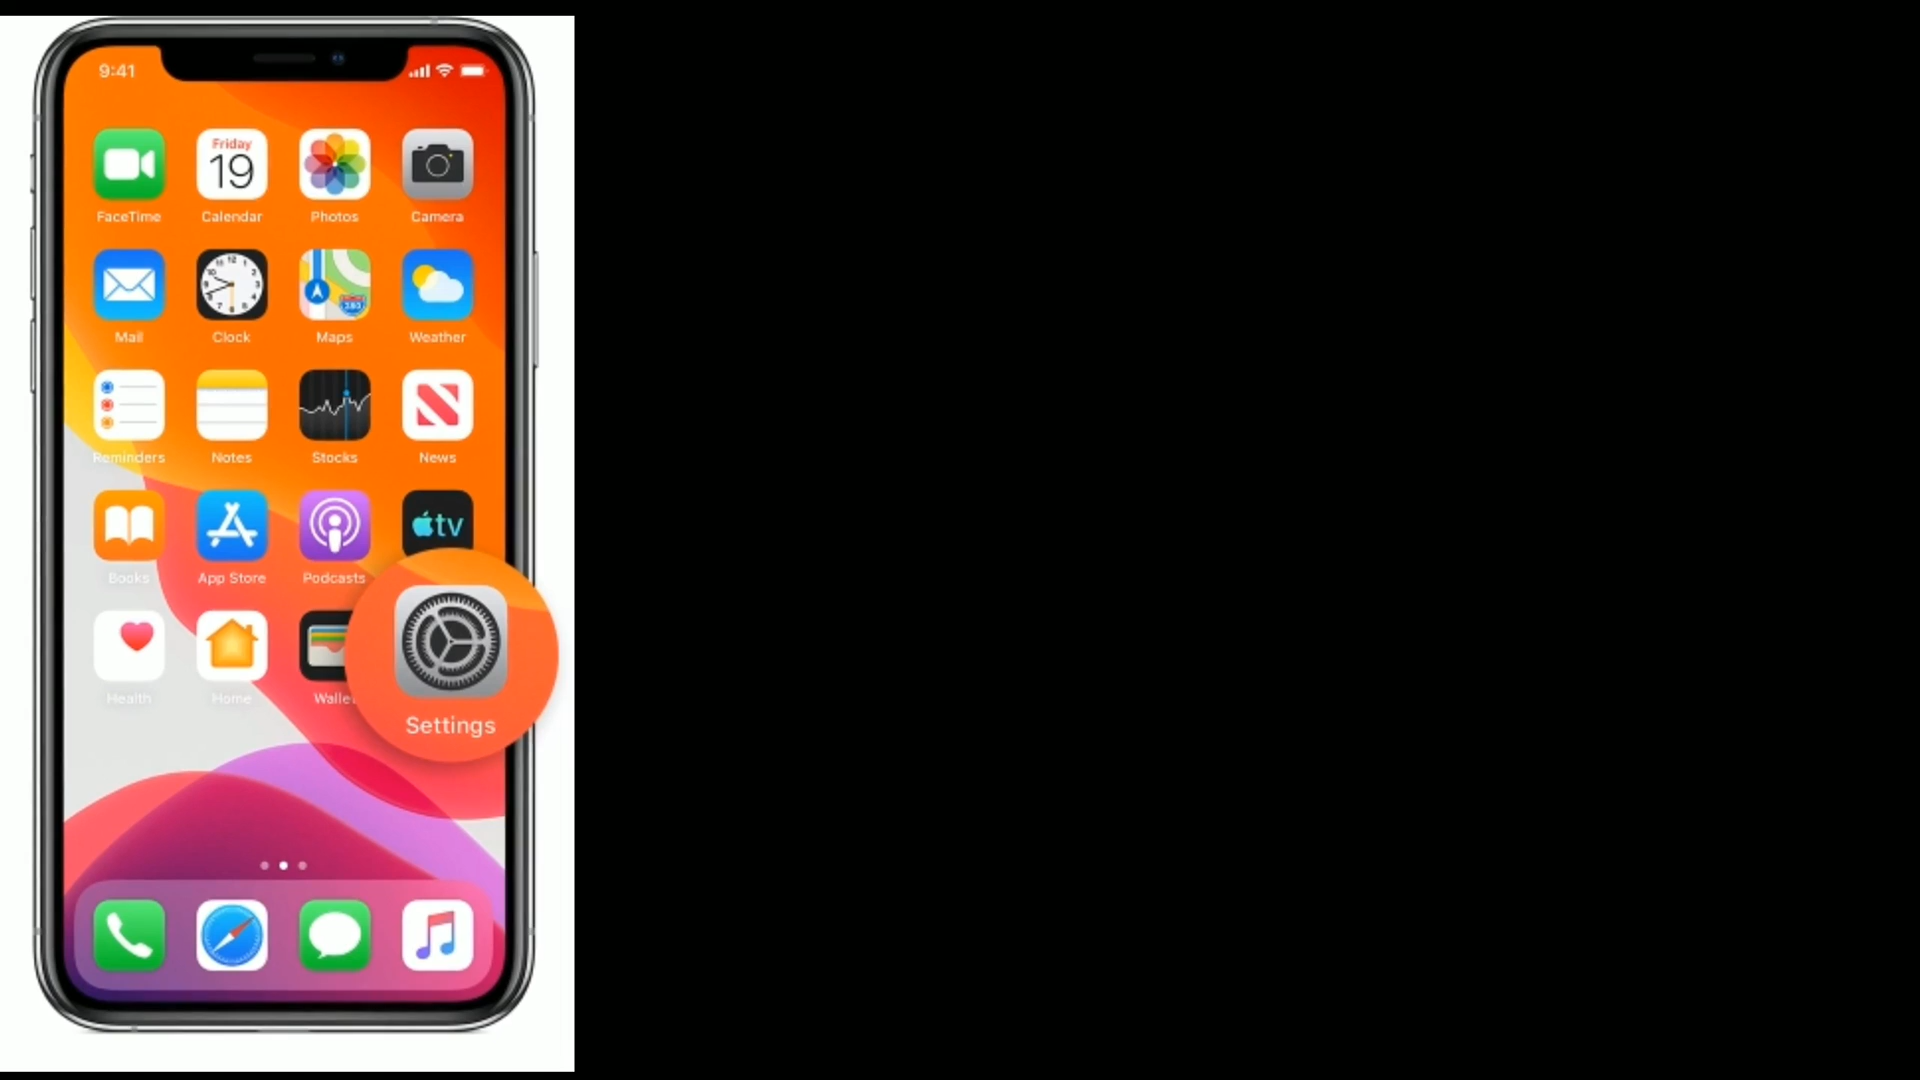 9:41
Friday
19
FaceTime
Calendar
Photos
Camera
Mail
Clock
Maps
Weather
Reminders
Notes
Stocks
News
tv
Books
App Store
Podcasts
Health
Home
Walle
Settings